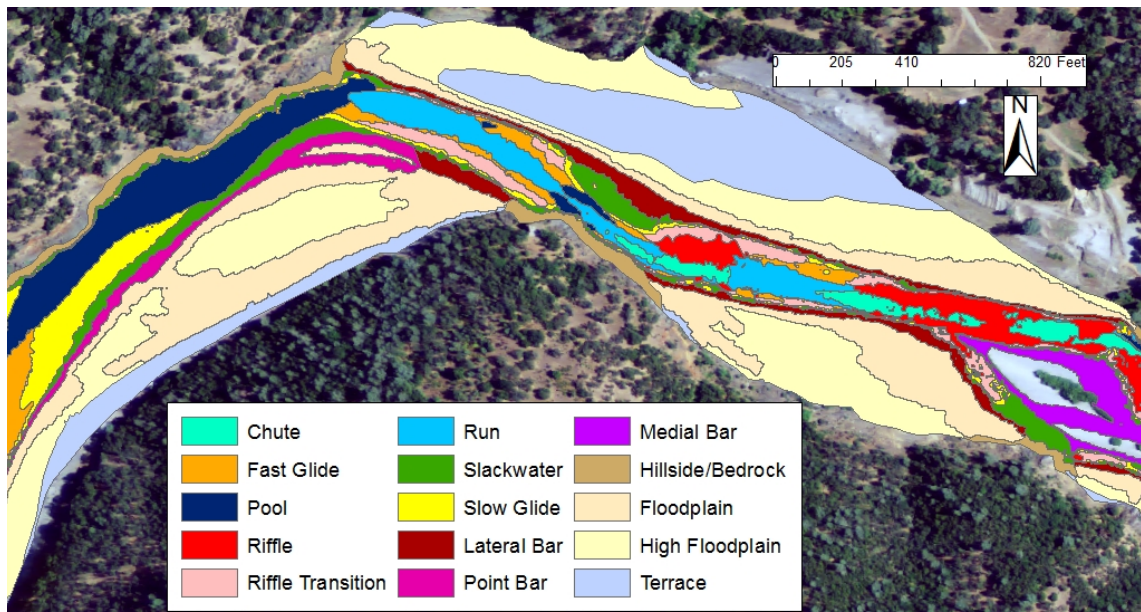 0 205 410 820 Feet
N
Chute Run Medial Bar
Fast Glide Slackwater Hillside/Bedrock
Pool Slow Glide Floodplain
Riffle Lateral Bar High Floodplain
Riffle Transition Point Bar Terrace